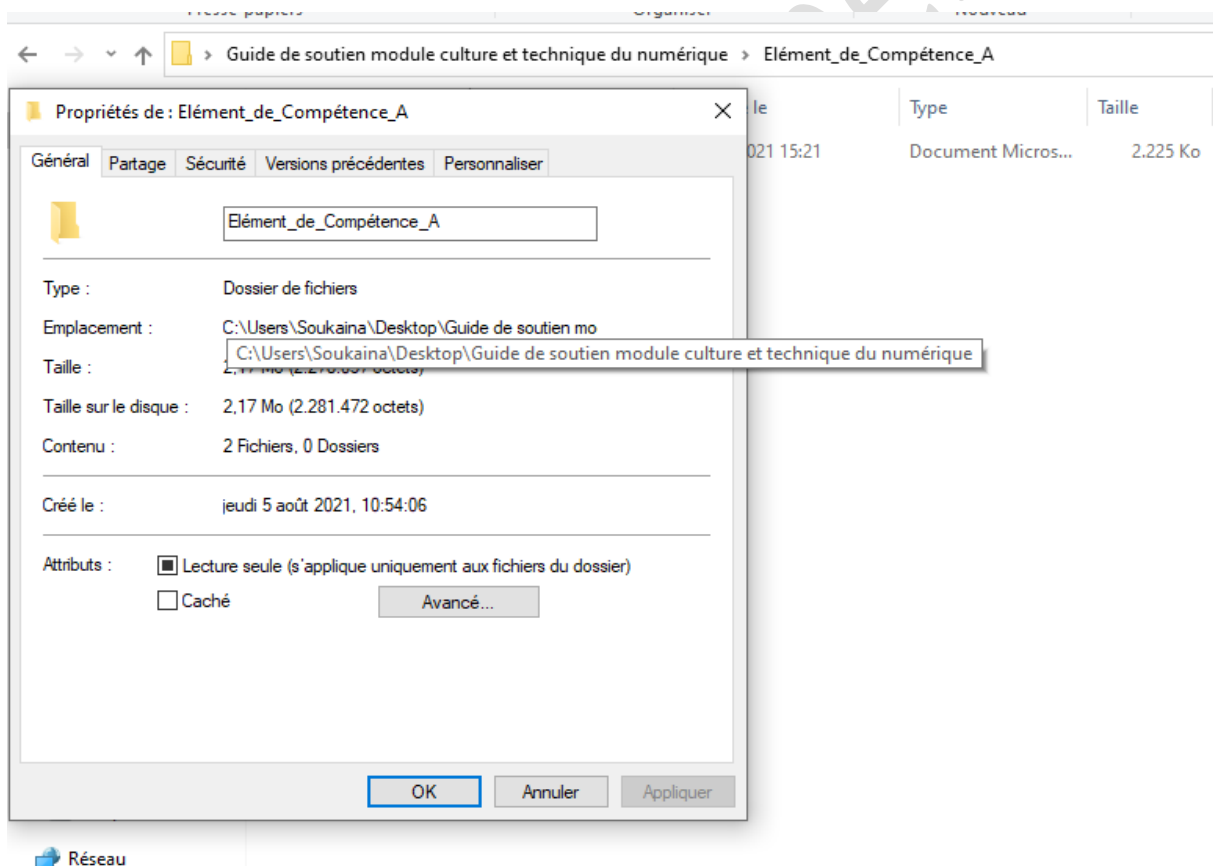 Presse-papiers Organiser Nouveau
Guide de soutien module culture et technique du numérique > Elément_de_Compétence_A
Propriétés de : Elément_de_Compétence_A
le Type Taille
021 15:21 Document Micros... 2.225 Ko
Général Partage Sécurité Versions précédentes Personnaliser
Elément_de_Compétence_A
Type : Dossier de fichiers
Emplacement : C:\Users\Soukaina\Desktop\Guide de soutien mo
C:\Users\Soukaina\Desktop\Guide de soutien module culture et technique du numérique
Taille :
Taille sur le disque : 2,17 Mo (2.281.472 octets)
Contenu : 2 Fichiers, 0 Dossiers
Créé le : jeudi 5 août 2021, 10:54:06
Attributs : Lecture seule (s'applique uniquement aux fichiers du dossier)
Caché Avancé...
OK Annuler Appliquer
Réseau